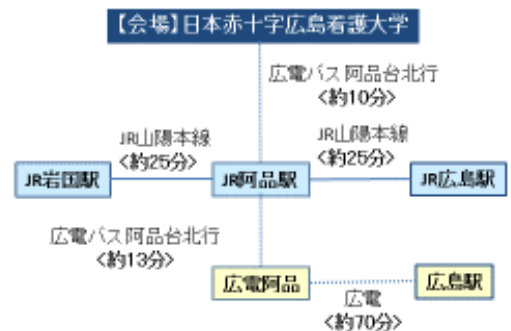 【会場】日本赤十字広島看護大学
広電バス 阿品台北行
<約10分>
JR山陽本線
<約25分>
JR山陽本線
<約25分>
JR岩国駅
JR阿品駅
JR広島駅
広電バス 阿品台北行
<約13分>
広電阿品
広島駅
広電
<約70分>